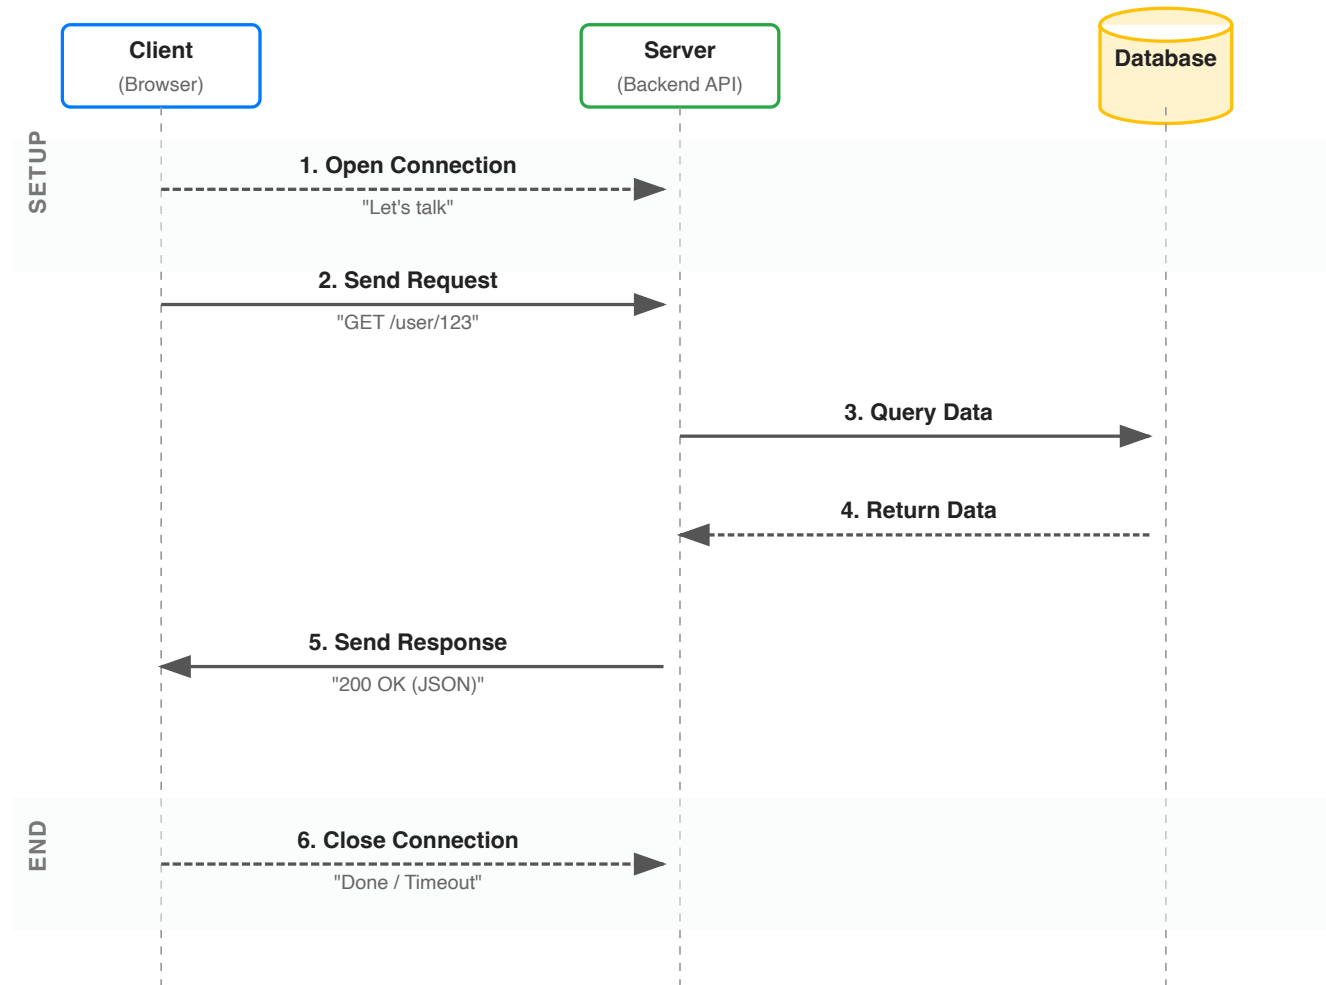 Client
(Browser)
Server
(Backend API)
Database
SETUP
1. Open Connection
"Let's talk"
2. Send Request
"GET /user/123"
3. Query Data
4. Return Data
5. Send Response
"200 OK (JSON)"
END
6. Close Connection
"Done / Timeout"